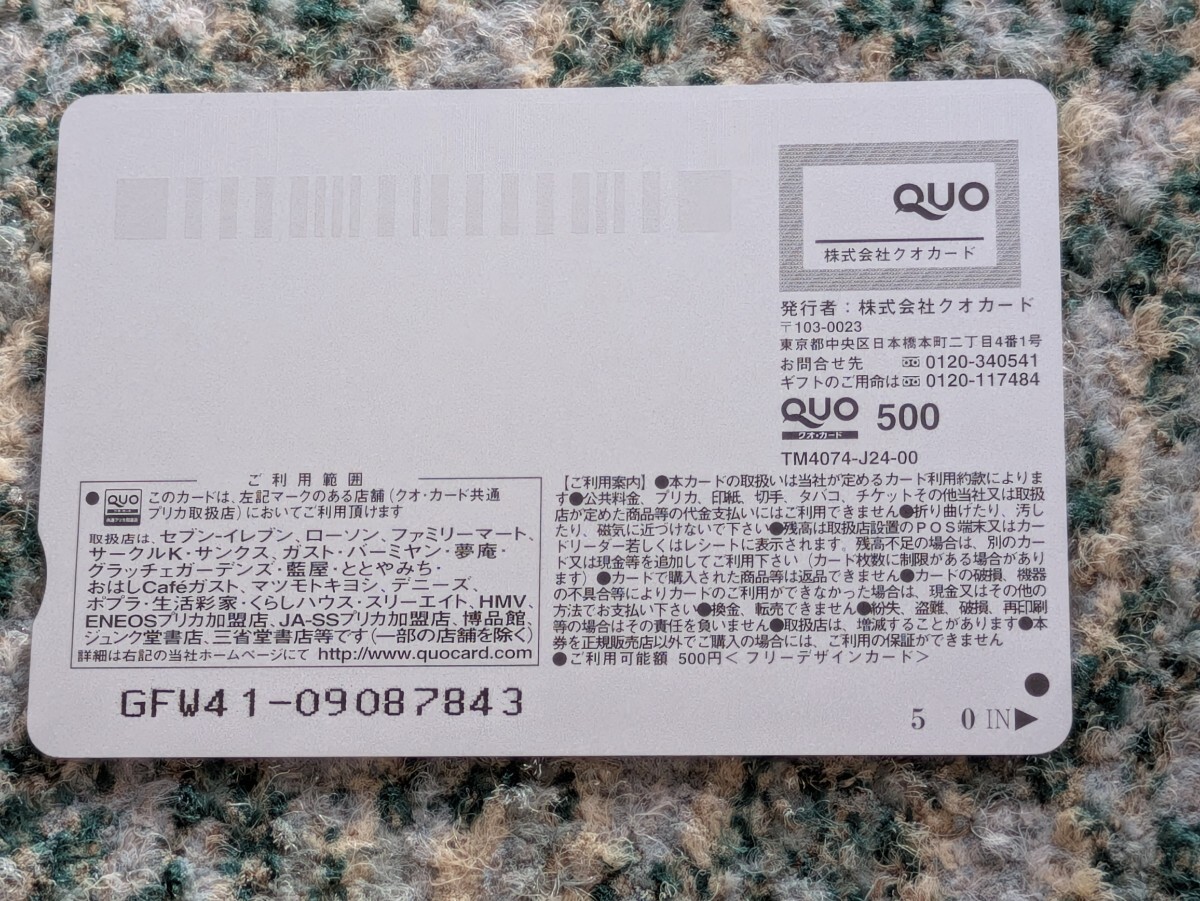 QUO
株式会社クオカード
発行者：株式会社クオカード
〒103-0023
東京都中央区日本橋本町二丁目4番1号
お問合せ先 0120-340541
ギフトのご用命は 0120-117484
QUO 500
クオ・カード
TM4074-J24-00
ご利用範囲
●QUO このカードは、左記マークのある店舗(クオ・カード共通
プリカ取扱店)においてご利用頂けます
取扱店は、セブン-イレブン、ローソン、ファミリーマート、
サークルK・サンクス、ガスト・バーミヤン・夢庵・
グラッチェガーデンズ・藍屋・ととやみち・
おはしCaféガスト、マツモトキヨシ、デニーズ、
ポプラ・生活彩家・くらしハウス・スリーエイト、HMV、
ENEOSプリカ加盟店、JA-SSプリカ加盟店、博品館、
ジュンク堂書店、三省堂書店等です(一部の店舗を除く)
詳細は右記の当社ホームページにて http://www.quocard.com
【ご利用案内】●本カードの取扱いは当社が定めるカード利用約款によりま
す●公共料金、プリカ、印紙、切手、タバコ、チケットその他当社又は取扱
店が定めた商品等の代金支払いにはご利用できません●折り曲げたり、汚し
たり、磁気に近づけないで下さい●残高は取扱店設置のPOS端末又はカー
ドリーダー若しくはレシートに表示されます。残高不足の場合は、別のカー
ド又は現金等を追加してご利用下さい（カード枚数に制限がある場合があり
ます）●カードで購入された商品等は返品できません●カードの破損、機器
の不具合等によりカードのご利用ができなかった場合は、現金又はその他の
方法でお支払い下さい●換金、転売できません●紛失、盗難、破損、再印刷
等の場合はその責任を負いません●取扱店は、増減することがあります●本
券を正規販売店以外でご購入の場合には、ご利用の保証ができません
●ご利用可能額 500円＜フリーデザインカード＞
GFW41-09087843
5 0 IN▶